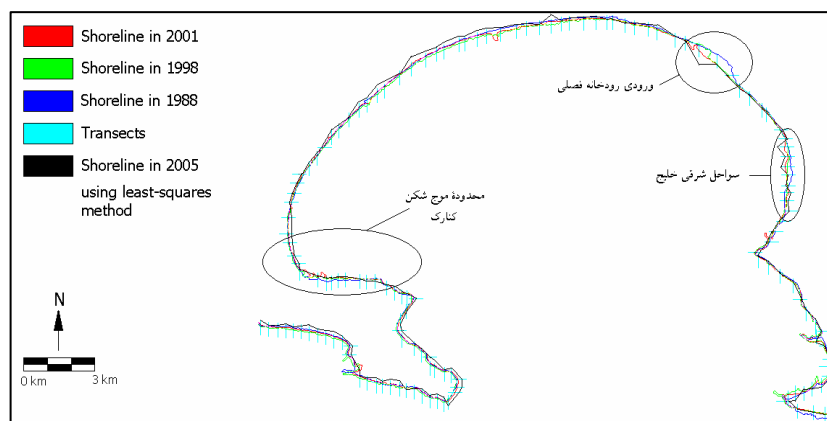 Shoreline in 2001
Shoreline in 1998
Shoreline in 1988
Transects
Shoreline in 2005
using least-squares
method
N
0 km 3 km
ورودی رودخانه فصلی
سواحل شرقی خلیج
محدودۀ موج شکن
کنارک